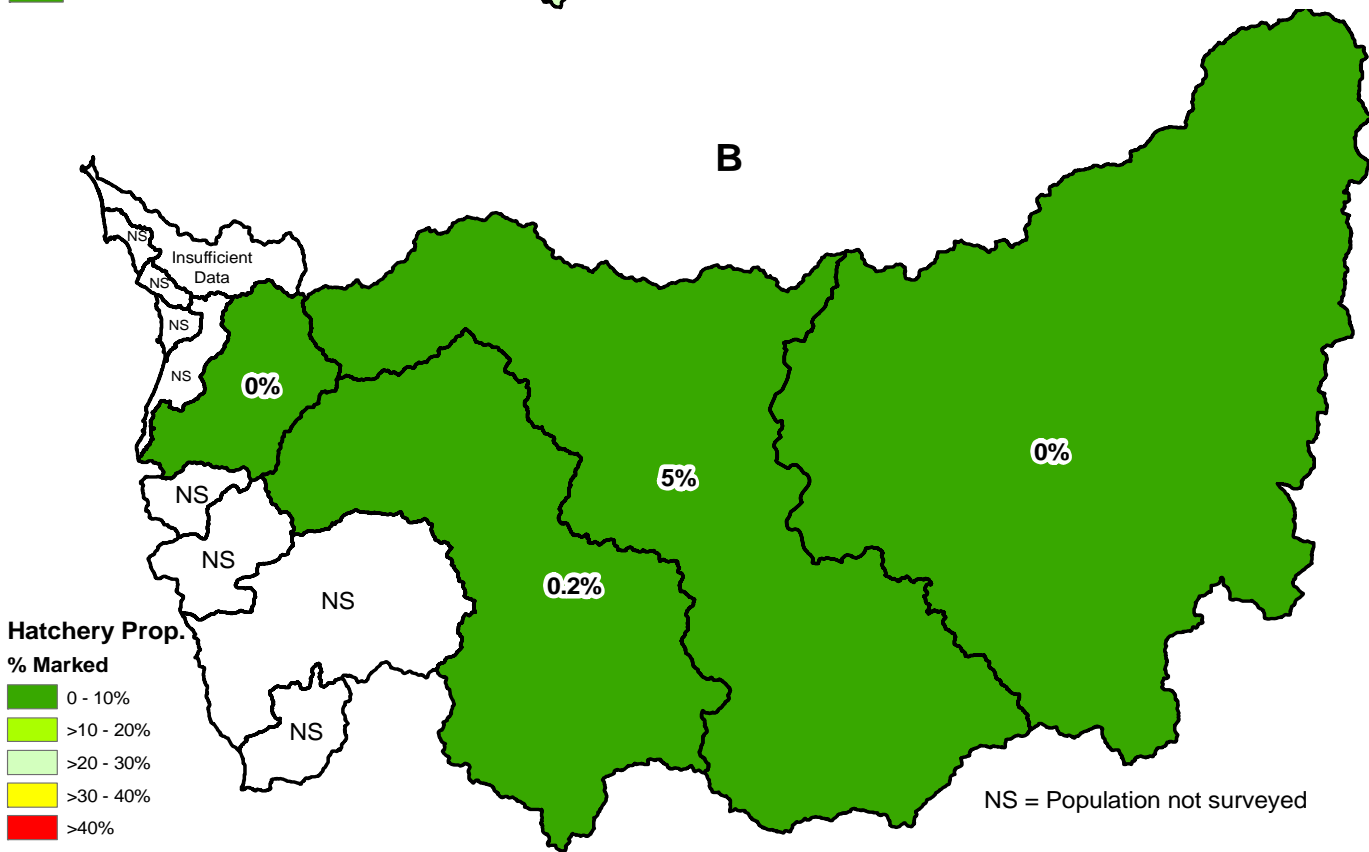 B
NS
Insufficient
Data
NS
NS
NS
0%
0%
5%
NS
NS
0.2%
NS
Hatchery Prop.
% Marked
0 - 10%
>10 - 20%
>20 - 30%
>30 - 40%
>40%
NS
NS = Population not surveyed